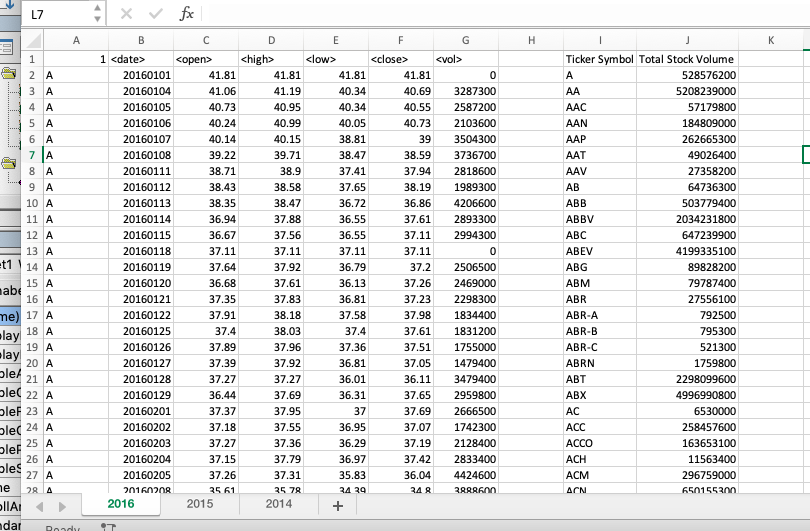 L7 fx
A B C D E F G H I J K
1 1 <date> <open> <high> <low> <close> <vol> Ticker Symbol Total Stock Volume
2 A 20160101 41.81 41.81 41.81 41.81 0 A 528576200
3 A 20160104 41.06 41.19 40.34 40.69 3287300 AA 5208239000
4 A 20160105 40.73 40.95 40.34 40.55 2587200 AAC 57179800
5 A 20160106 40.24 40.99 40.05 40.73 2103600 AAN 184809000
6 A 20160107 40.14 40.15 38.81 39 3504300 AAP 262665300
7 A 20160108 39.22 39.71 38.47 38.59 3736700 AAT 49026400
8 A 20160111 38.71 38.9 37.41 37.94 2818600 AAV 27358200
9 A 20160112 38.43 38.58 37.65 38.19 1989300 AB 64736300
10 A 20160113 38.35 38.47 36.72 36.86 4206600 ABB 503779400
11 A 20160114 36.94 37.88 36.55 37.61 2893300 ABBV 2034231800
12 A 20160115 36.67 37.56 36.55 37.11 2994300 ABC 647239900
13 A 20160118 37.11 37.11 37.11 37.11 0 ABEV 4199335100
14 A 20160119 37.64 37.92 36.79 37.2 2506500 ABG 89828200
15 A 20160120 36.68 37.61 36.13 37.26 2469000 ABM 79787400
16 A 20160121 37.35 37.83 36.81 37.23 2298300 ABR 27556100
17 A 20160122 37.91 38.18 37.58 37.98 1834400 ABR-A 792500
18 A 20160125 37.4 38.03 37.4 37.61 1831200 ABR-B 795300
19 A 20160126 37.89 37.96 37.36 37.51 1755000 ABR-C 521300
20 A 20160127 37.39 37.92 36.81 37.05 1479400 ABRN 1759800
21 A 20160128 37.27 37.27 36.01 36.11 3479400 ABT 2298099600
22 A 20160129 36.44 37.69 36.31 37.65 2959800 ABX 4996990800
23 A 20160201 37.37 37.95 37 37.69 2666500 AC 6530000
24 A 20160202 37.18 37.55 36.95 37.07 1742300 ACC 258457600
25 A 20160203 37.27 37.36 36.29 37.19 2128400 ACCO 163653100
26 A 20160204 37.15 37.79 36.97 37.42 2833400 ACH 11563400
27 A 20160205 37.26 37.31 35.83 36.04 4424600 ACM 296759000
28 A 20160208 35.61 35.78 34.39 34.8 3888600 ACN 650155300
2016 2015 2014 +
Ready